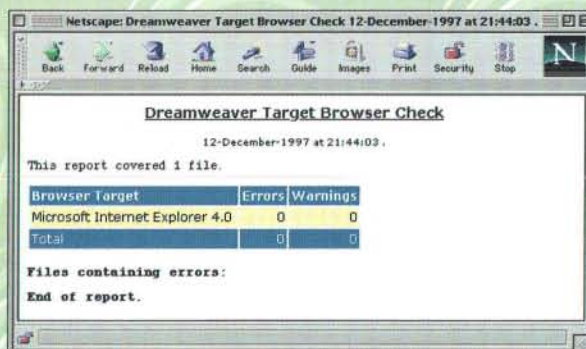 Netscape: Dreamweaver Target Browser Check 12-December-1997 at 21:44:03 .
Back Forward Reload Home Search Guide Images Print Security Stop
N
Dreamweaver Target Browser Check
12-December-1997 at 21:44:03 .
This report covered 1 file.
Browser Target Errors Warnings
Microsoft Internet Explorer 4.0 0 0
Total 0 0
Files containing errors:
End of report.